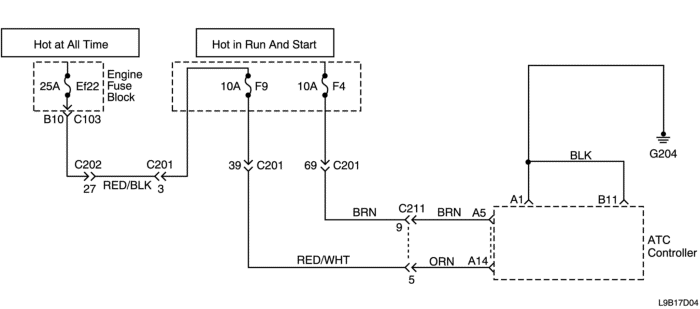 Hot at All Time
Hot in Run And Start
25A Ef22
Engine
Fuse
Block
10A F9
10A F4
B10 C103
C202
27
RED/BLK
C201
3
39 C201
69 C201
BLK
G204
A1
B11
BRN
C211
9
BRN
A5
RED/WHT
5
ORN
A14
ATC
Controller
L9B17D04